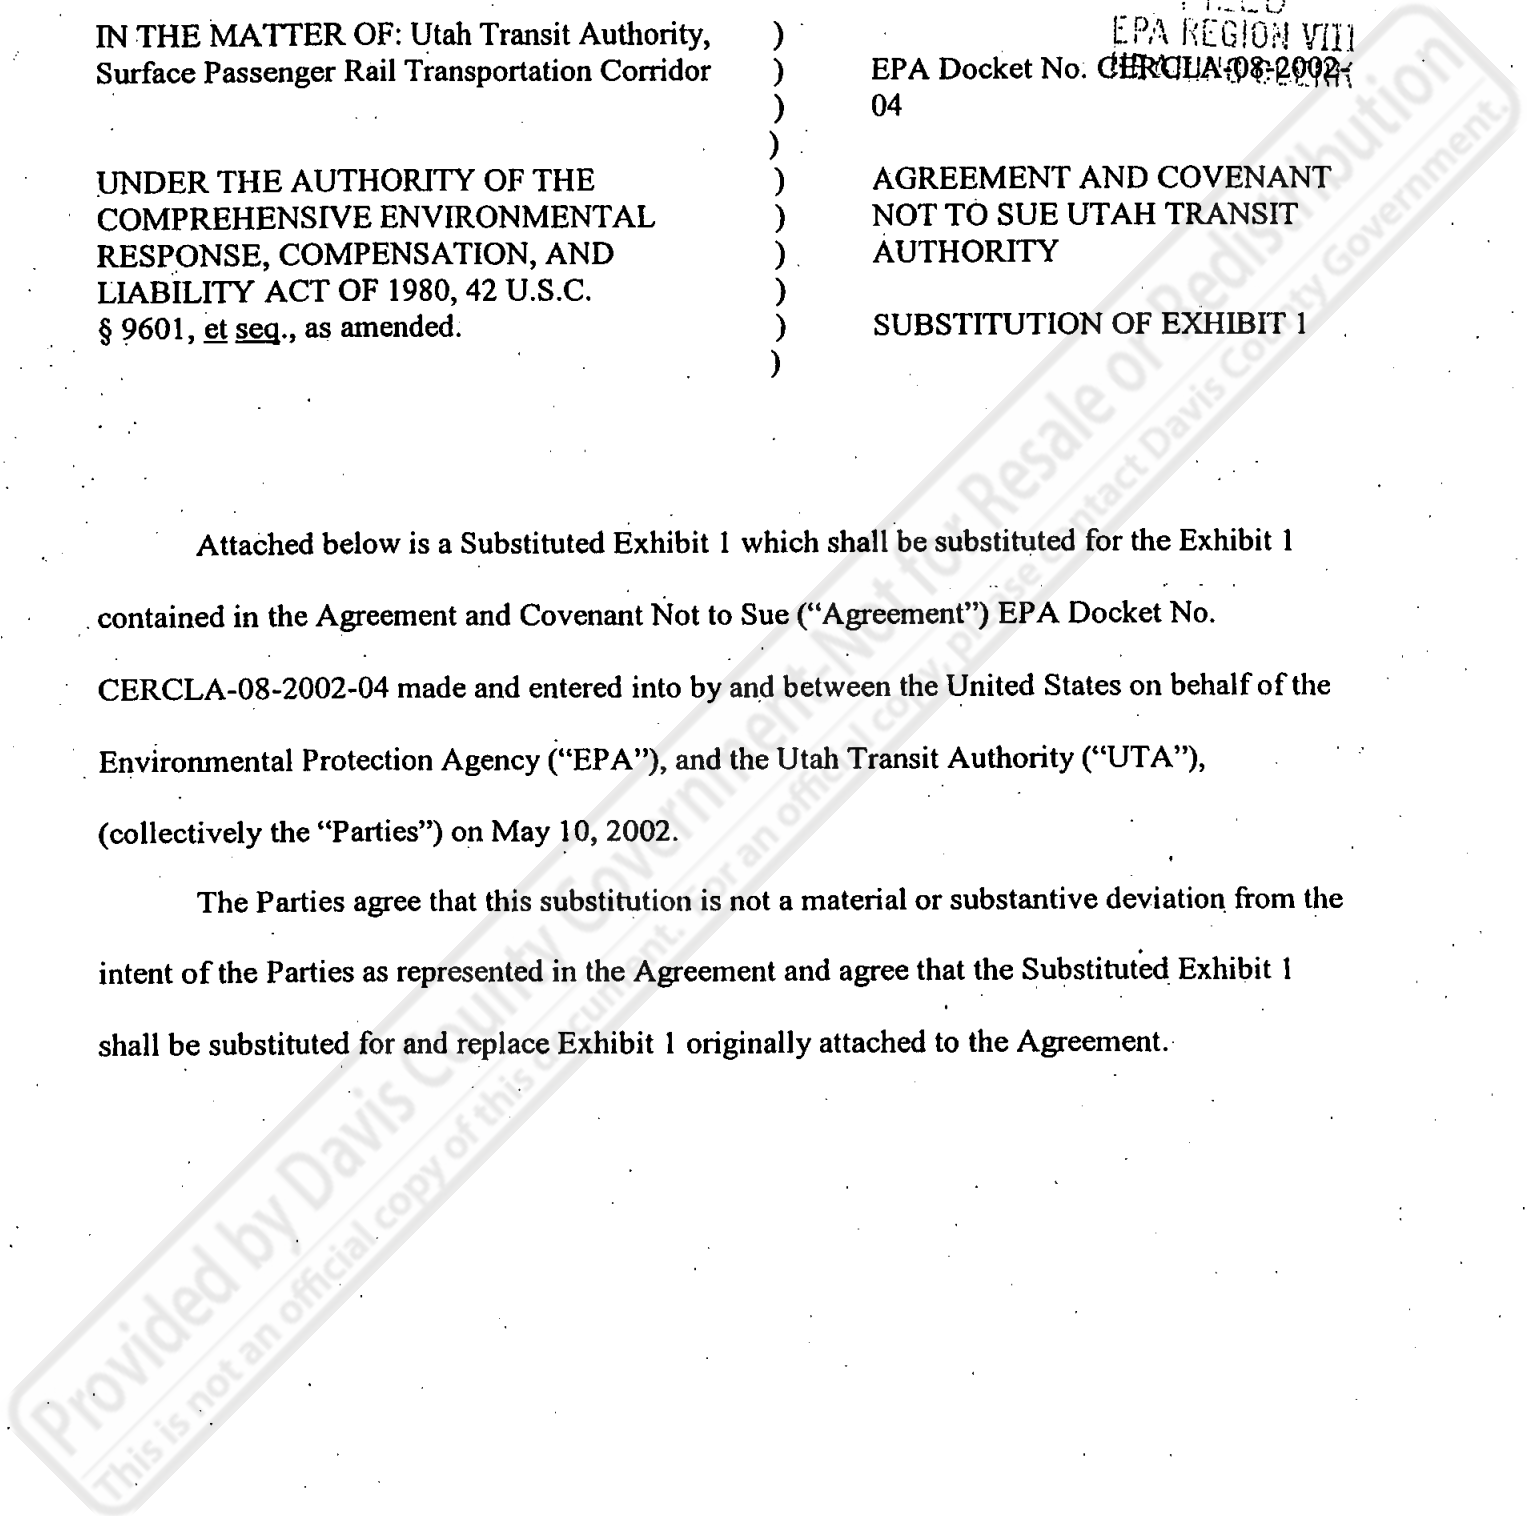 IN THE MATTER OF: Utah Transit Authority, )
Surface Passenger Rail Transportation Corridor )
)
)
UNDER THE AUTHORITY OF THE )
COMPREHENSIVE ENVIRONMENTAL )
RESPONSE, COMPENSATION, AND )
LIABILITY ACT OF 1980, 42 U.S.C. )
§ 9601, et seq., as amended. )
)
EPA REGION VIII
EPA Docket No. CERCLA-08-2002-
04
AGREEMENT AND COVENANT
NOT TO SUE UTAH TRANSIT
AUTHORITY
SUBSTITUTION OF EXHIBIT 1
Attached below is a Substituted Exhibit 1 which shall be substituted for the Exhibit 1
contained in the Agreement and Covenant Not to Sue (“Agreement”) EPA Docket No.
CERCLA-08-2002-04 made and entered into by and between the United States on behalf of the
Environmental Protection Agency (“EPA”), and the Utah Transit Authority (“UTA”),
(collectively the “Parties”) on May 10, 2002.
The Parties agree that this substitution is not a material or substantive deviation from the
intent of the Parties as represented in the Agreement and agree that the Substituted Exhibit 1
shall be substituted for and replace Exhibit 1 originally attached to the Agreement.
Provided by Davis County Government-Not for Resale or Redistribution
This is not an official copy of this document. For an official copy, please contact Davis County Government.